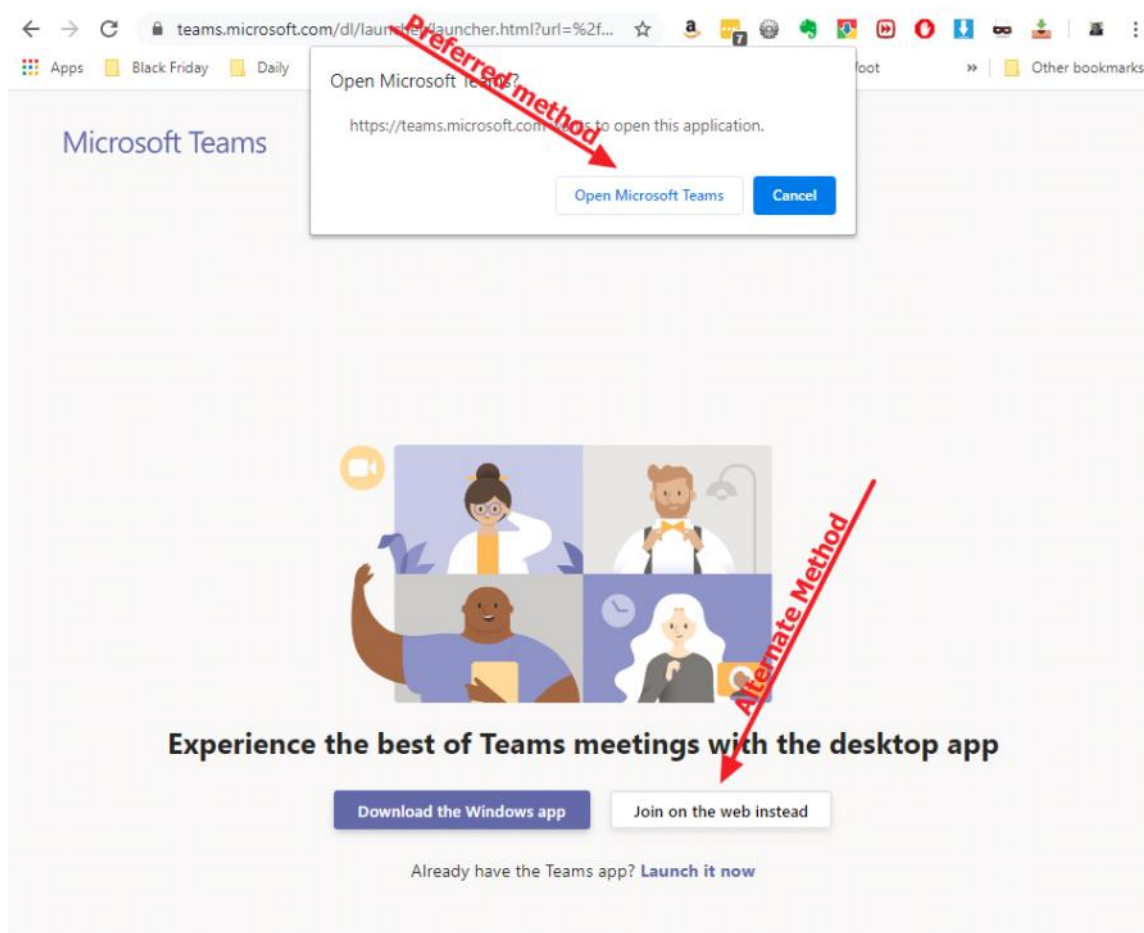 teams.microsoft.com/dl/launcher/launcher.html?url=%2f...
7
Apps Black Friday Daily oot » Other bookmarks
Preferred method
Open Microsoft Teams?
https://teams.microsoft.com wants to open this application.
Open Microsoft Teams Cancel
Microsoft Teams
Alternate Method
Experience the best of Teams meetings with the desktop app
Download the Windows app Join on the web instead
Already have the Teams app? Launch it now